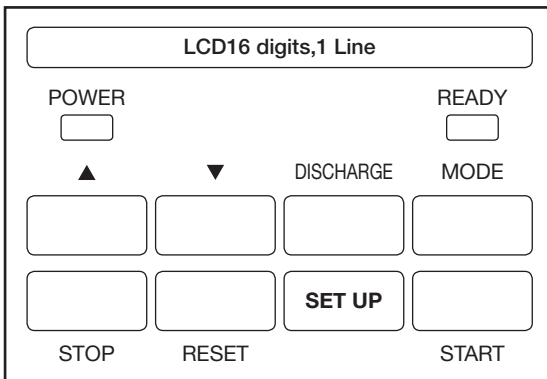 LCD16 digits,1 Line
POWER READY
▲ ▼ DISCHARGE MODE
SET UP
STOP RESET START